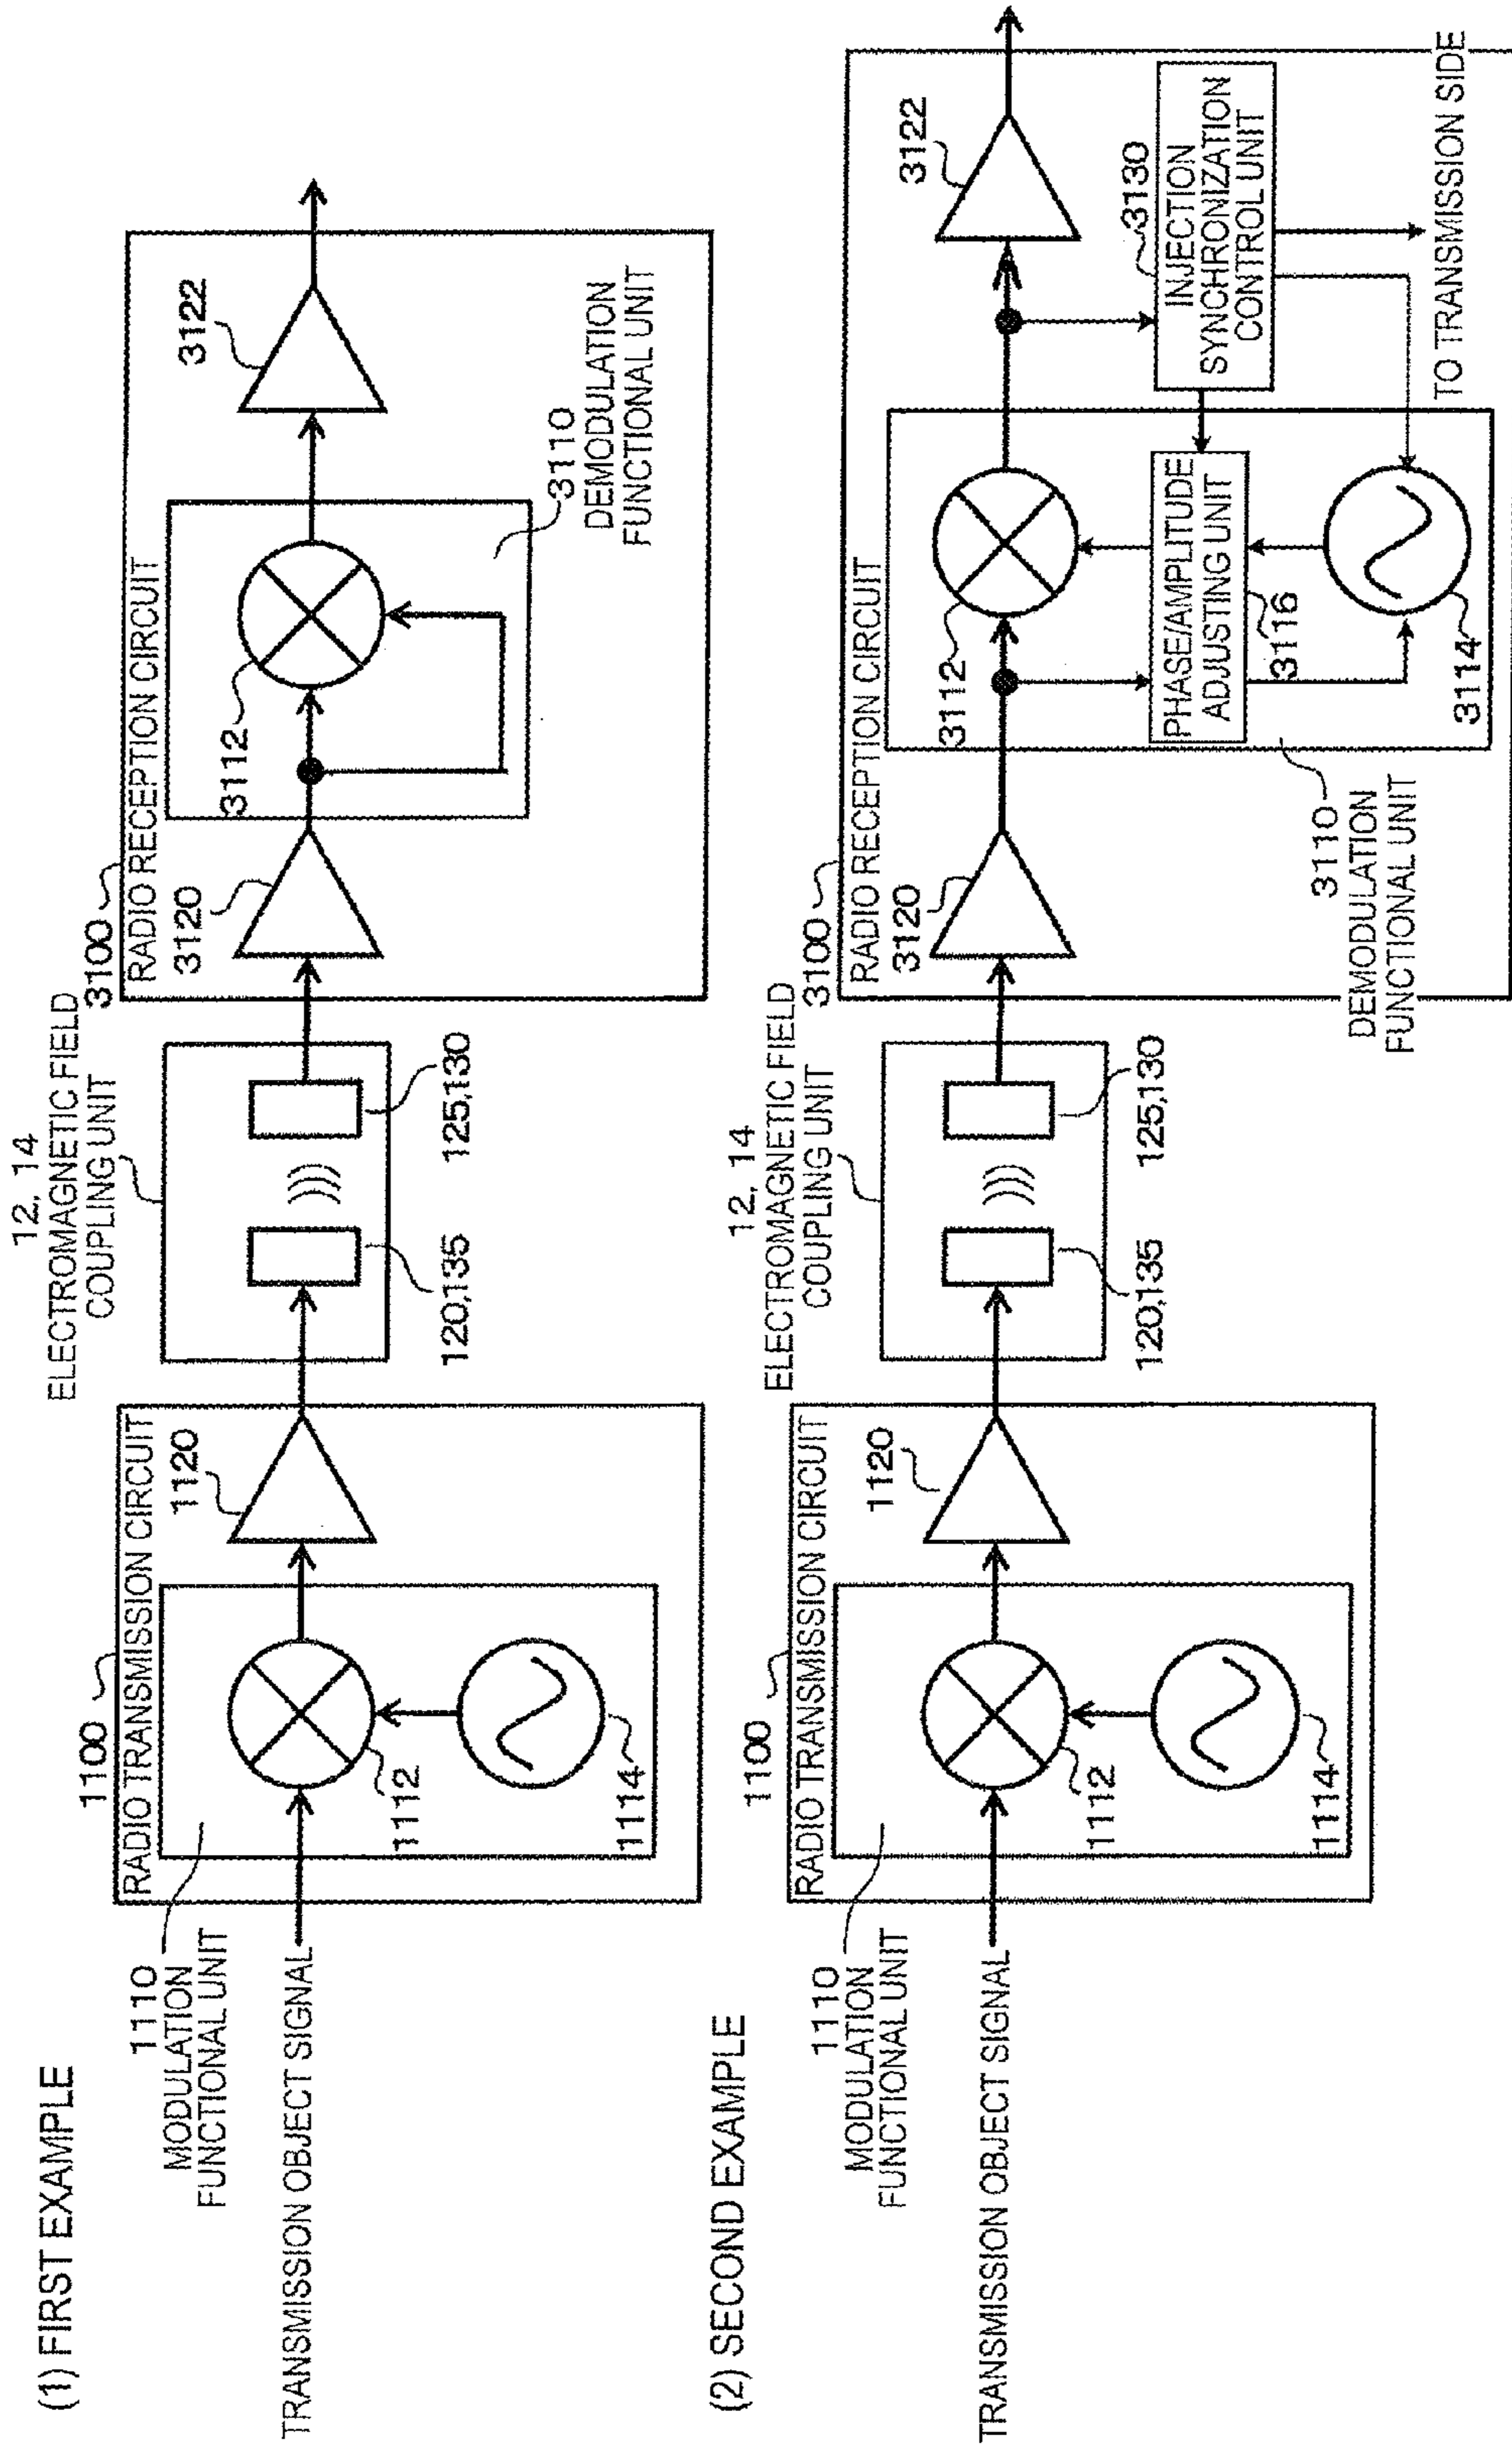 (1) FIRST EXAMPLE
12, 14
ELECTROMAGNETIC FIELD
COUPLING UNIT
1100
RADIO TRANSMISSION CIRCUIT
1120
1110
MODULATION
FUNCTIONAL UNIT
TRANSMISSION OBJECT SIGNAL
1112
1114
120,135
125,130
3100
RADIO RECEPTION CIRCUIT
3120
3112
3122
3110
DEMODULATION
FUNCTIONAL UNIT
(2) SECOND EXAMPLE
12, 14
ELECTROMAGNETIC FIELD
COUPLING UNIT
1100
RADIO TRANSMISSION CIRCUIT
1120
1110
MODULATION
FUNCTIONAL UNIT
TRANSMISSION OBJECT SIGNAL
1112
1114
120,135
125,130
3100
RADIO RECEPTION CIRCUIT
3120
3112
3122
3130
INJECTION
SYNCHRONIZATION
CONTROL UNIT
PHASE/AMPLITUDE
ADJUSTING UNIT
3116
3114
3110
DEMODULATION
FUNCTIONAL UNIT
TO TRANSMISSION SIDE